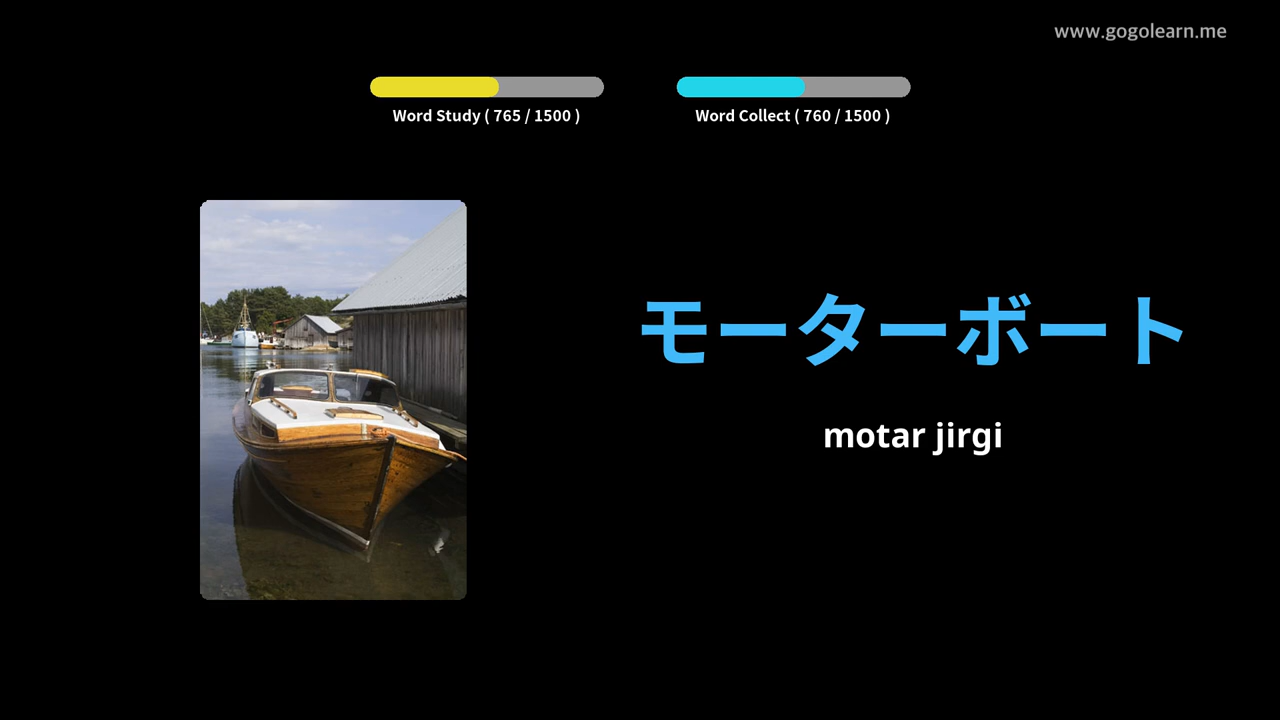 www.gogolearn.me
Word Study ( 765 / 1500 )
Word Collect ( 760 / 1500 )
モーターボート
motar jirgi